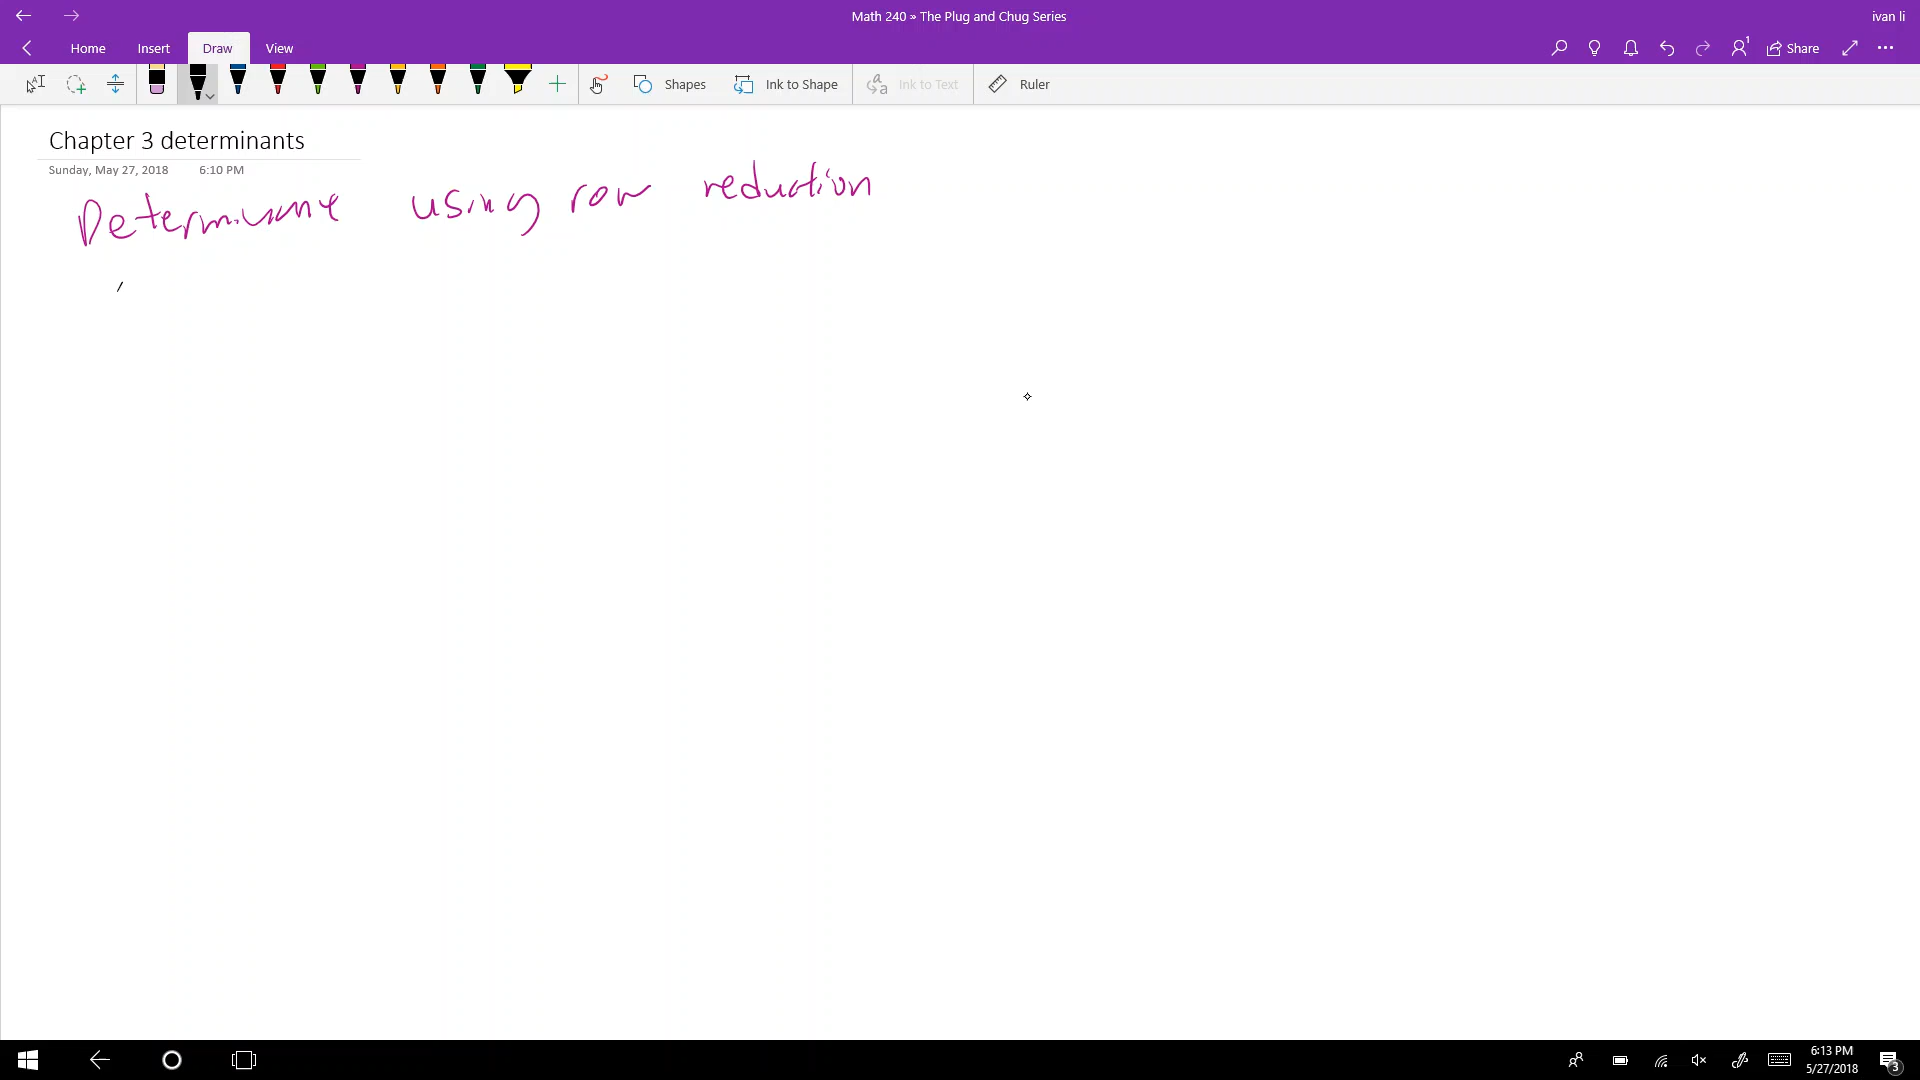 Math 240 » The Plug and Chug Series
ivan li
Home Insert Draw View
1
Share
Shapes
Ink to Shape
Ink to Text
Ruler
Chapter 3 determinants
Sunday, May 27, 2018 6:10 PM
Determinant using row reduction
6:13 PM
5/27/2018
3